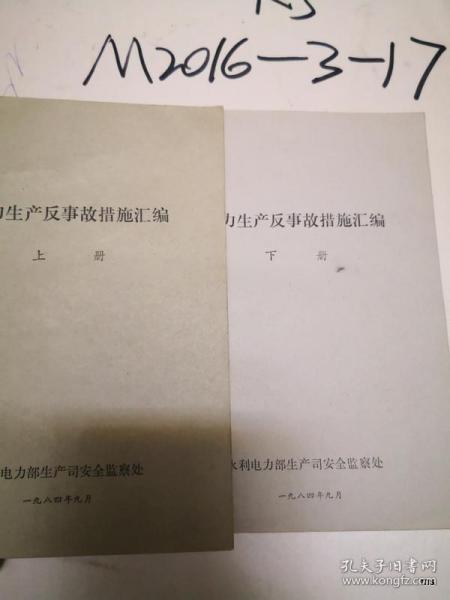 M2016-3-17
力生产反事故措施汇编
上 册
电力部生产司安全监察处
一九八四年九月
力生产反事故措施汇编
下 册
水利电力部生产司安全监察处
一九八四年九月
孔夫子旧书网
www.kongfz.com